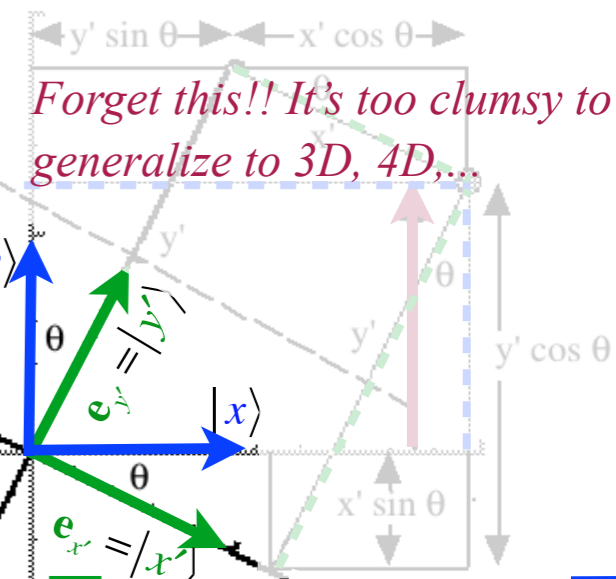 y' sin θ x' cos θ
θ
Forget this!! It's too clumsy to
x'
generalize to 3D, 4D,...
y'
⟩
θ
θ
e_y' = |y'⟩
y'
y' cos θ
|x⟩
θ
x' sin θ
e_x' = |x'⟩